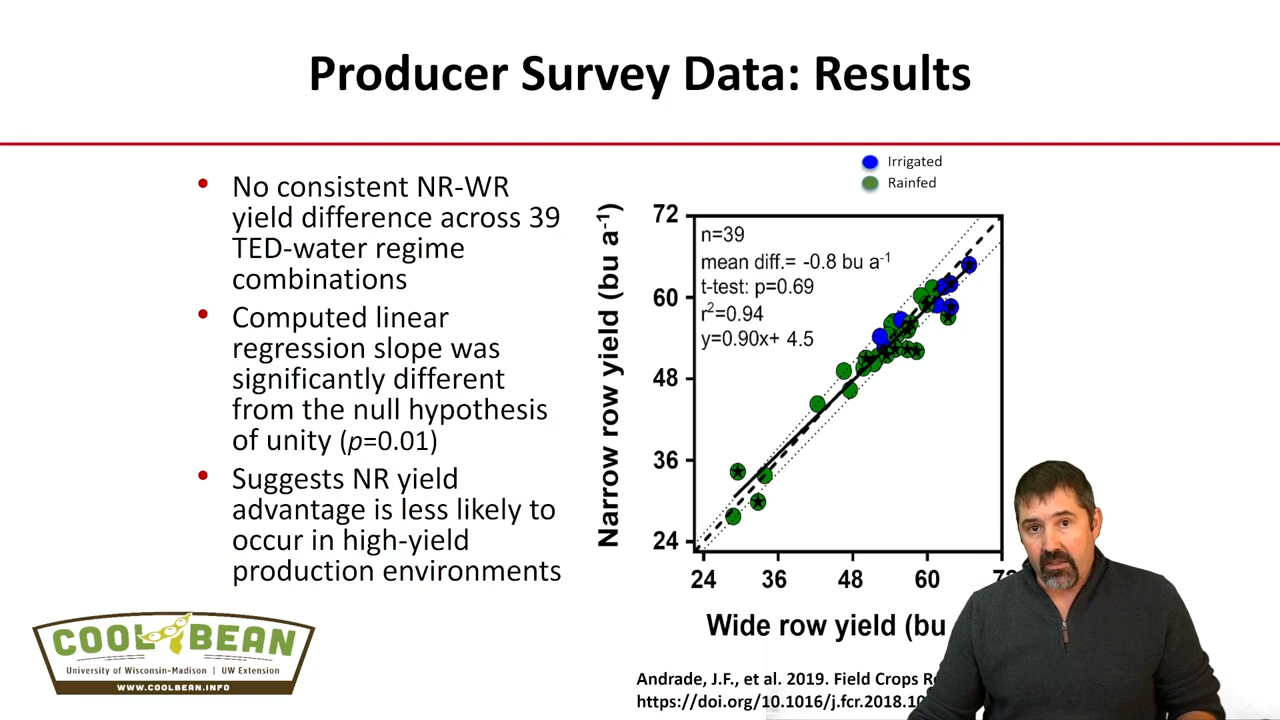 Producer Survey Data: Results
• No consistent NR-WR
yield difference across 39
TED-water regime
combinations
• Computed linear
regression slope was
significantly different
from the null hypothesis
of unity (p=0.01)
• Suggests NR yield
advantage is less likely to
occur in high-yield
production environments
Irrigated
Rainfed
Narrow row yield (bu a⁻¹)
72
60
48
36
24
n=39
mean diff.= -0.8 bu a⁻¹
t-test: p=0.69
r²=0.94
y=0.90x+ 4.5
24 36 48 60 72
Wide row yield (bu
COOL BEAN
University of Wisconsin-Madison | UW Extension
WWW.COOLBEAN.INFO
Andrade, J.F., et al. 2019. Field Crops
https://doi.org/10.1016/j.fcr.2018.10